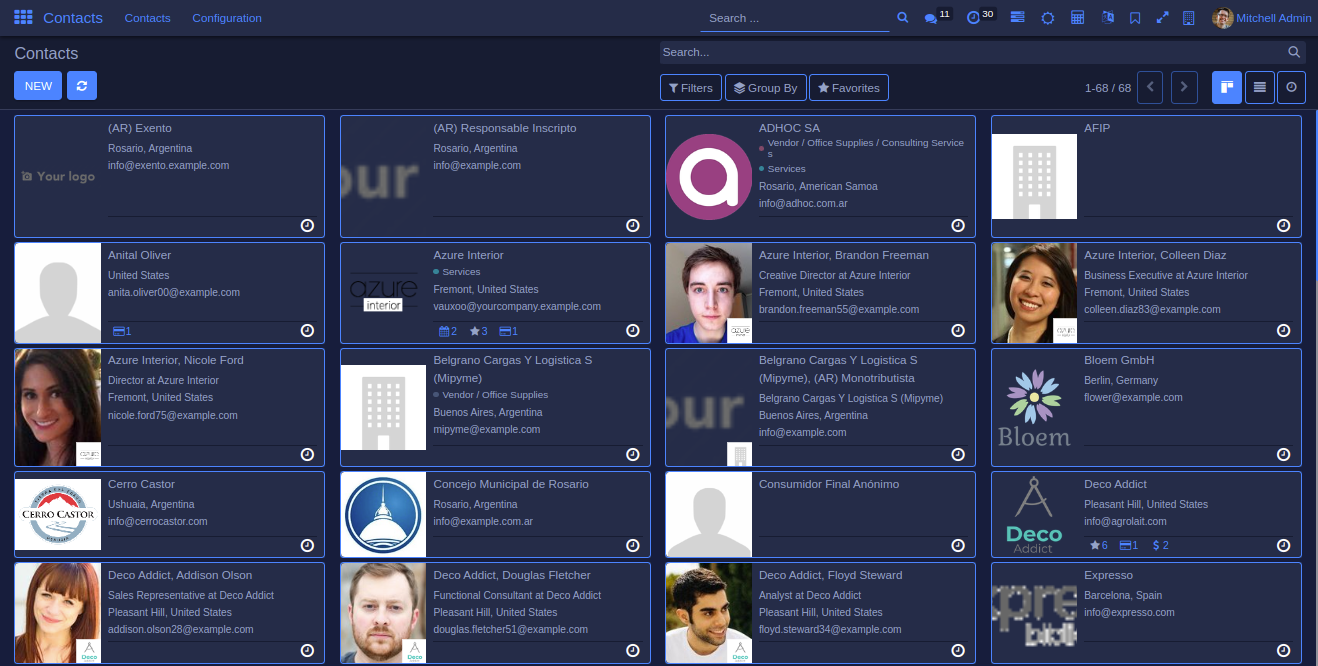 Contacts
Contacts
Configuration
Search ...
11
30
Mitchell Admin
Contacts
Search...
NEW
Filters
Group By
Favorites
1-68 / 68
Your logo
(AR) Exento
Rosario, Argentina
info@exento.example.com
our
(AR) Responsable Inscripto
Rosario, Argentina
info@example.com
a
ADHOC SA
Vendor / Office Supplies / Consulting Service
s
Services
Rosario, American Samoa
info@adhoc.com.ar
AFIP
Anital Oliver
United States
anita.oliver00@example.com
1
azure
interior
Azure Interior
Services
Fremont, United States
vauxoo@yourcompany.example.com
2
3
1
azure
Azure Interior, Brandon Freeman
Creative Director at Azure Interior
Fremont, United States
brandon.freeman55@example.com
azure
Azure Interior, Colleen Diaz
Business Executive at Azure Interior
Fremont, United States
colleen.diaz83@example.com
azure
Azure Interior, Nicole Ford
Director at Azure Interior
Fremont, United States
nicole.ford75@example.com
Belgrano Cargas Y Logistica S
(Mipyme)
Vendor / Office Supplies
Buenos Aires, Argentina
mipyme@example.com
our
Belgrano Cargas Y Logistica S
(Mipyme), (AR) Monotributista
Belgrano Cargas Y Logistica S (Mipyme)
Buenos Aires, Argentina
info@example.com
Bloem
Bloem GmbH
Berlin, Germany
flower@example.com
CERRO CASTOR
Cerro Castor
Ushuaia, Argentina
info@cerrocastor.com
Concejo Municipal de Rosario
Rosario, Argentina
info@example.com.ar
Consumidor Final Anónimo
Deco
Addict
Deco Addict
Pleasant Hill, United States
info@agrolait.com
6
1
2
Deco
Deco Addict, Addison Olson
Sales Representative at Deco Addict
Pleasant Hill, United States
addison.olson28@example.com
Deco
Deco Addict, Douglas Fletcher
Functional Consultant at Deco Addict
Pleasant Hill, United States
douglas.fletcher51@example.com
Deco
Deco Addict, Floyd Steward
Analyst at Deco Addict
Pleasant Hill, United States
floyd.steward34@example.com
xpre
Expresso
Barcelona, Spain
info@expresso.com